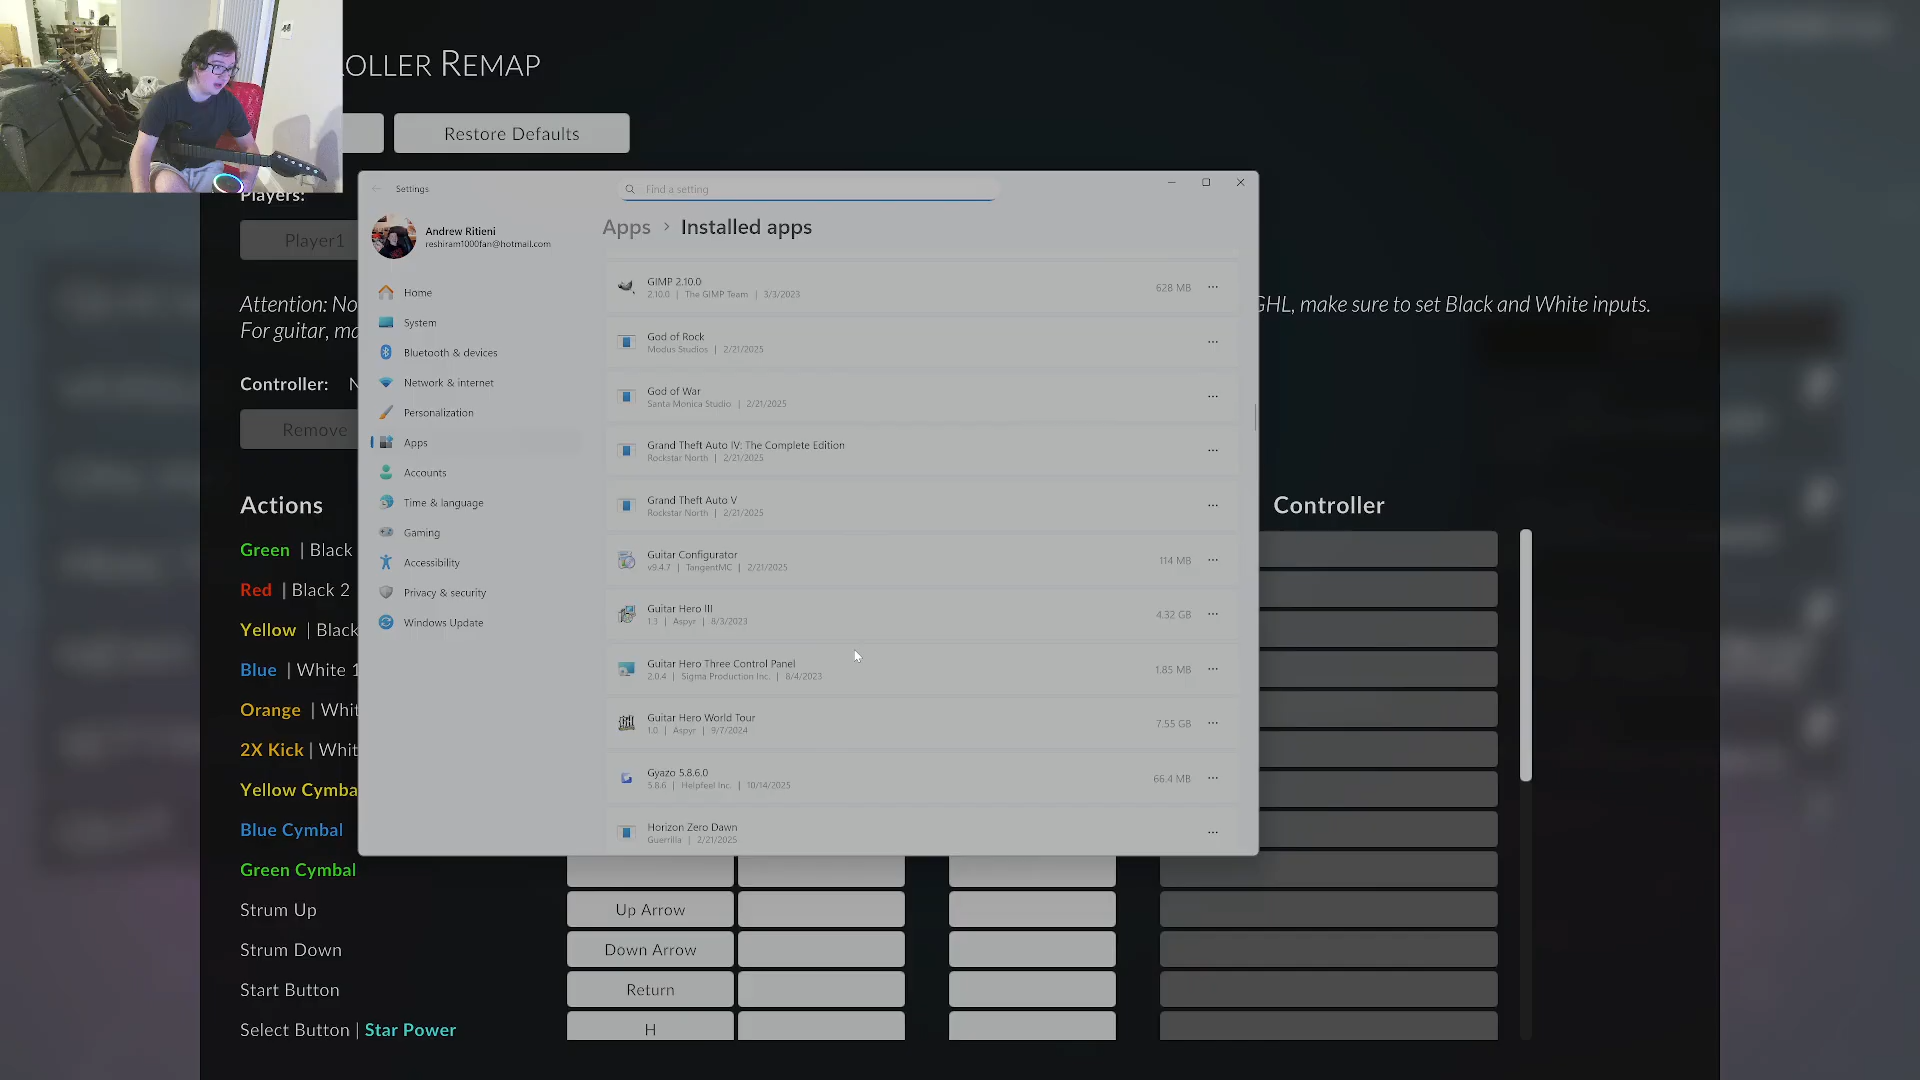 OLLER REMAP
Restore Defaults
Players:
Player1
Attention: No
GHL, make sure to set Black and White inputs.
For guitar, ma
Controller: N
Remove
Settings
Find a setting
Andrew Ritieni
reshiram1000fan@hotmail.com
Home
System
Bluetooth & devices
Network & internet
Personalization
Apps
Accounts
Time & language
Gaming
Accessibility
Privacy & security
Windows Update
Apps > Installed apps
GIMP 2.10.0
2.10.0 | The GIMP Team | 3/3/2023
628 MB
God of Rock
Modus Studios | 2/21/2025
God of War
Santa Monica Studio | 2/21/2025
Grand Theft Auto IV: The Complete Edition
Rockstar North | 2/21/2025
Grand Theft Auto V
Rockstar North | 2/21/2025
Guitar Configurator
v9.4.7 | TangentMC | 2/21/2025
114 MB
Guitar Hero III
1.3 | Aspyr | 8/3/2023
4.32 GB
Guitar Hero Three Control Panel
2.0.4 | Sigma Production Inc. | 8/4/2023
1.85 MB
Guitar Hero World Tour
1.0 | Aspyr | 9/7/2024
7.55 GB
Gyazo 5.8.6.0
5.8.6 | Helpfeel Inc. | 10/14/2025
66.4 MB
Horizon Zero Dawn
Guerrilla | 2/21/2025
Actions
Controller
Green | Black
Red | Black 2
Yellow | Black
Blue | White 1
Orange | Whit
2X Kick | Whit
Yellow Cymba
Blue Cymbal
Green Cymbal
Strum Up
Up Arrow
Strum Down
Down Arrow
Start Button
Return
Select Button | Star Power
H